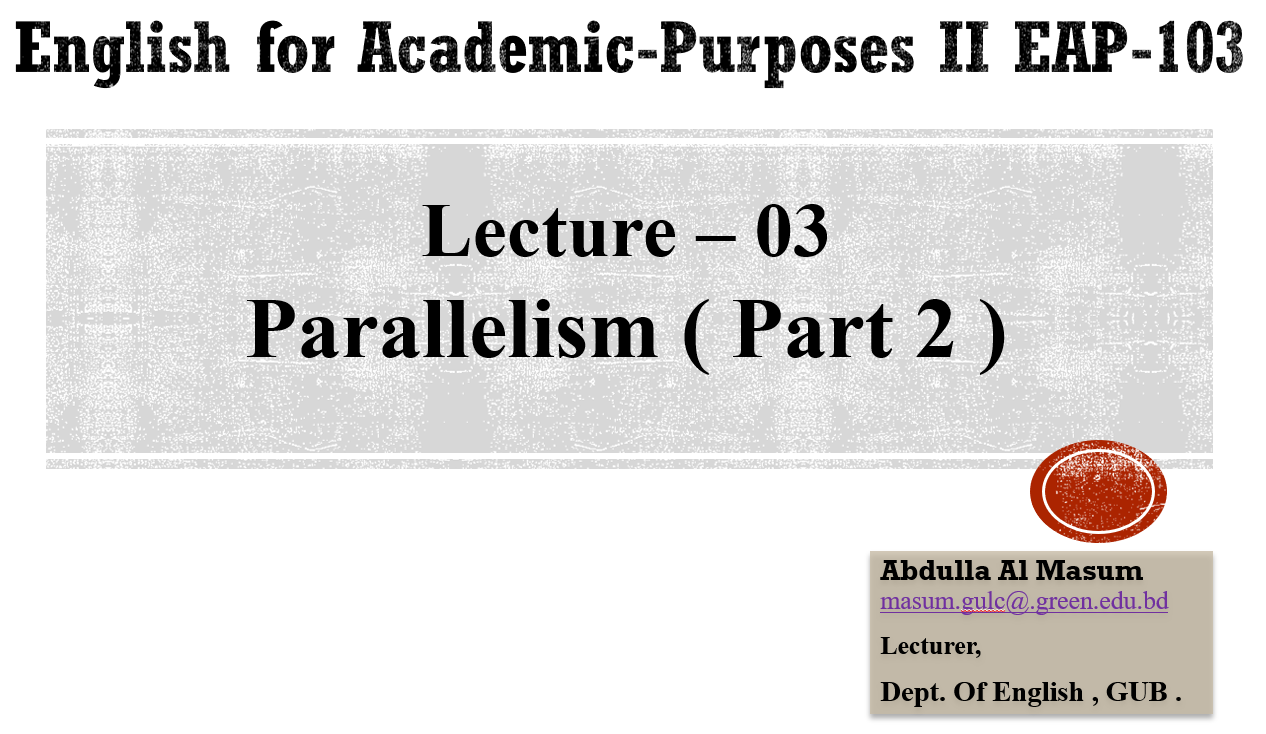 English for Academic-Purposes II EAP-103
Lecture – 03
Parallelism ( Part 2 )
Abdulla Al Masum
masum.gulc@.green.edu.bd
Lecturer,
Dept. Of English , GUB .